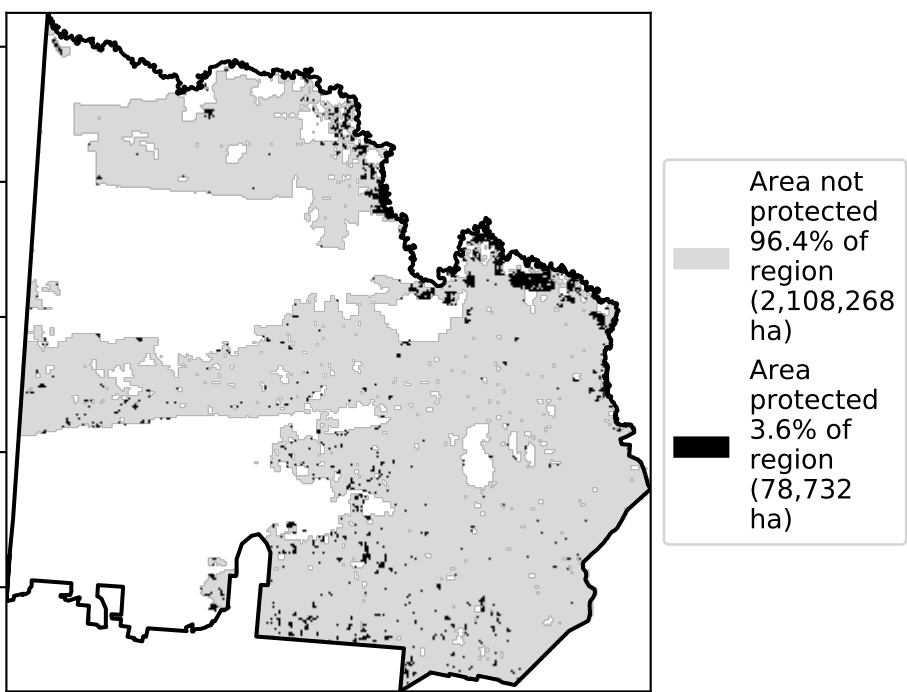 Area not
protected
96.4% of
region
(2,108,268
ha)
Area
protected
3.6% of
region
(78,732
ha)